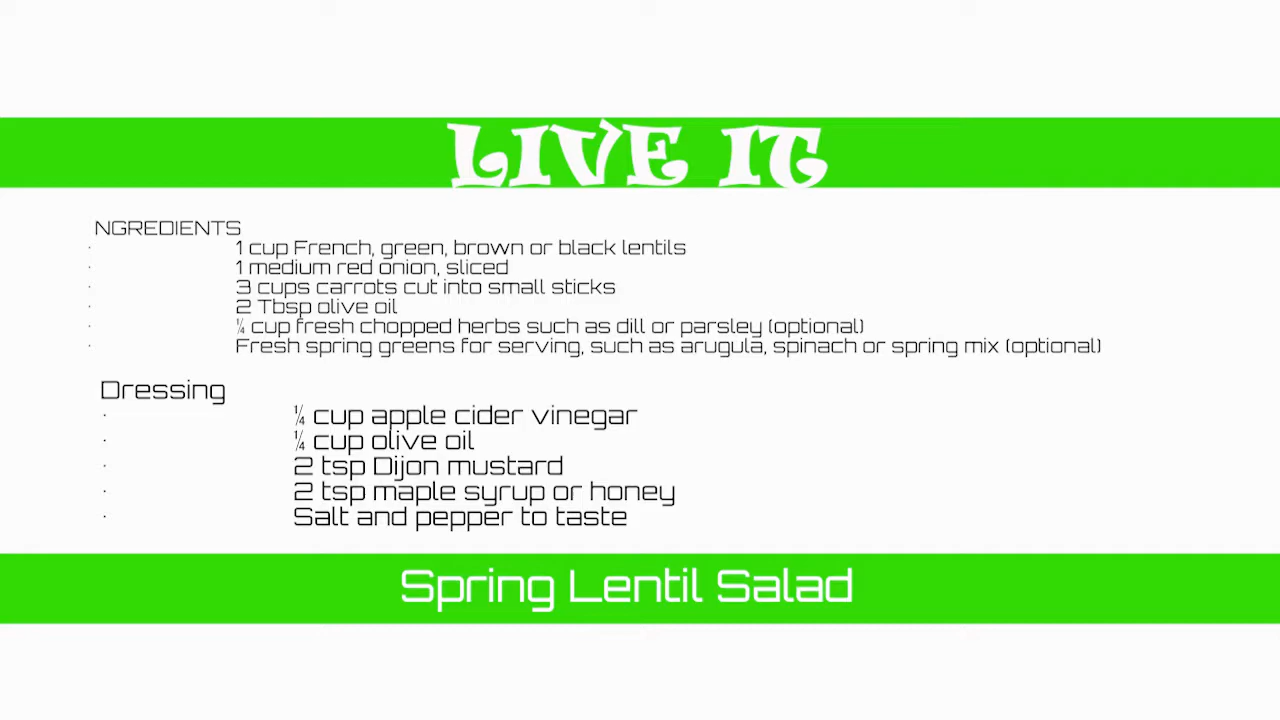 LIVE IT
NGREDIENTS
· 1 cup French, green, brown or black lentils
· 1 medium red onion, sliced
· 3 cups carrots cut into small sticks
· 2 Tbsp olive oil
· ¼ cup fresh chopped herbs such as dill or parsley (optional)
· Fresh spring greens for serving, such as arugula, spinach or spring mix (optional)
Dressing
· ¼ cup apple cider vinegar
· ¼ cup olive oil
· 2 tsp Dijon mustard
· 2 tsp maple syrup or honey
· Salt and pepper to taste
Spring Lentil Salad